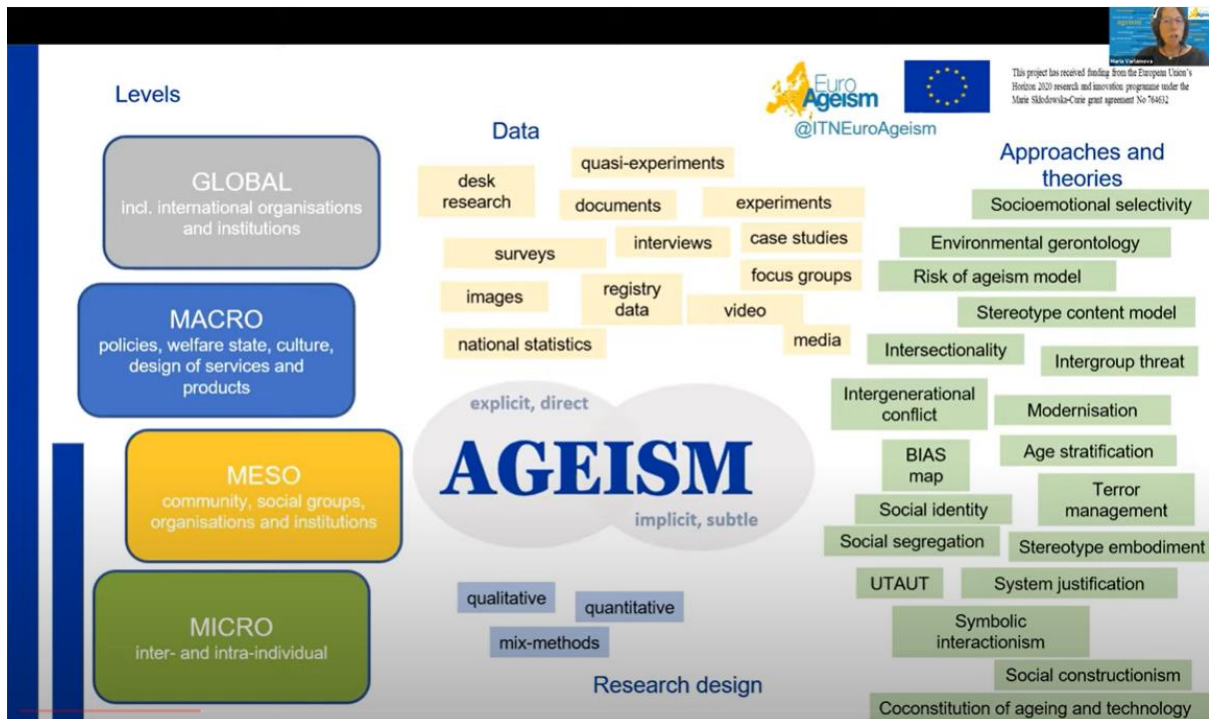 Levels
GLOBAL
incl. international organisations
and institutions
MACRO
policies, welfare state, culture,
design of services and
products
MESO
community, social groups,
organisations and institutions
MICRO
inter- and intra-individual
Data
quasi-experiments
desk
research
documents
experiments
surveys
interviews
case studies
focus groups
images
registry
data
video
national statistics
media
explicit, direct
AGEISM
implicit, subtle
qualitative
quantitative
mix-methods
Research design
Euro
Ageism
@ITNEuroAgeism
This project has received funding from the European Union's
Horizon 2020 research and innovation programme under the
Marie Skłodowska-Curie grant agreement No 764632
Approaches and
theories
Socioemotional selectivity
Environmental gerontology
Risk of ageism model
Stereotype content model
Intersectionality
Intergroup threat
Intergenerational
conflict
Modernisation
BIAS
map
Age stratification
Terror
management
Social identity
Social segregation
Stereotype embodiment
UTAUT
System justification
Symbolic
interactionism
Social constructionism
Coconstitution of ageing and technology